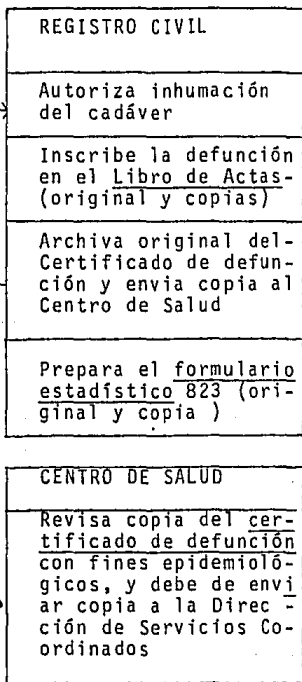 REGISTRO CIVIL
Autoriza inhumación
del cadáver
Inscribe la defunción
en el Libro de Actas-
(original y copias)
Archiva original del-
Certificado de defun-
ción y envia copia al
Centro de Salud
Prepara el formulario
estadístico 823 (ori-
ginal y copia )
CENTRO DE SALUD
Revisa copia del cer-
tificado de defunción
con fines epidemioló-
gicos, y debe de envi
ar copia a la Direc -
ción de Servicios Co-
ordinados